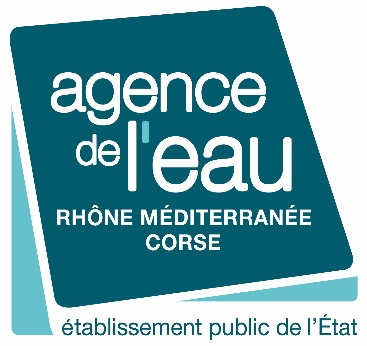 agence
de l'eau
RHÔNE MÉDITERRANÉE
CORSE
établissement public de l'État